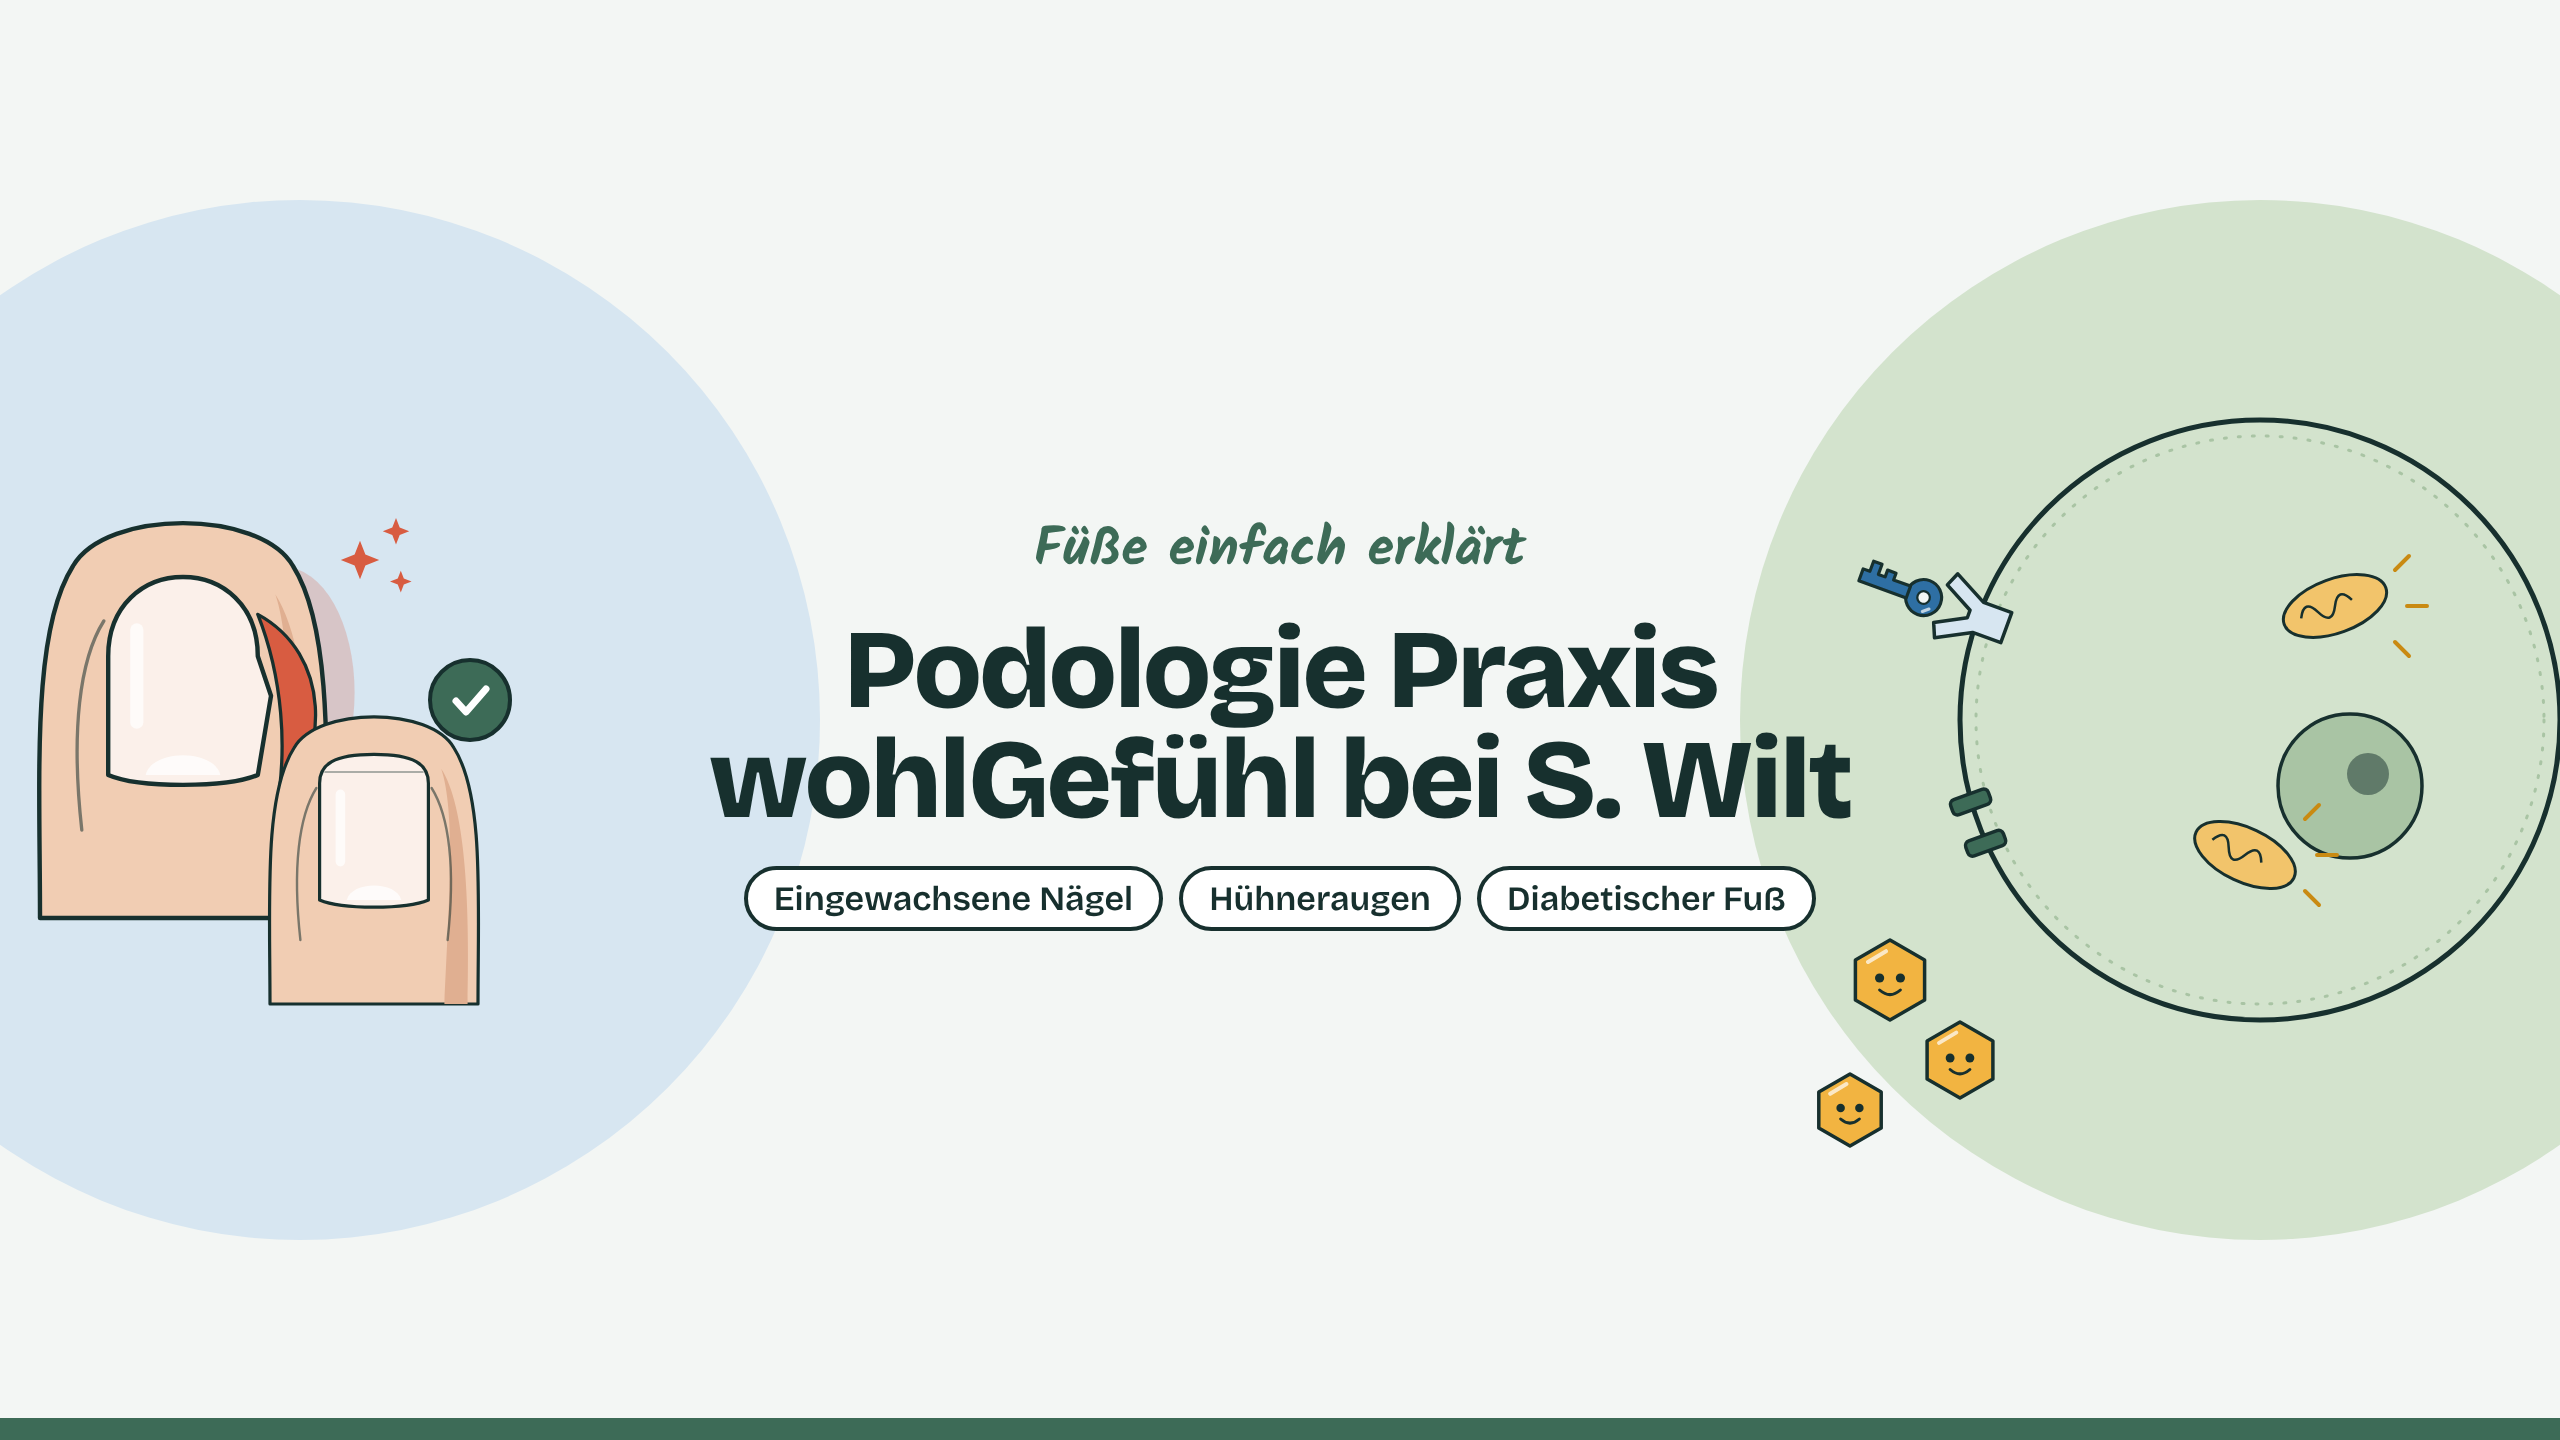 Füße einfach erklärt
Podologie Praxis
wohlGefühl bei S. Wilt
Eingewachsene Nägel
Hühneraugen
Diabetischer Fuß